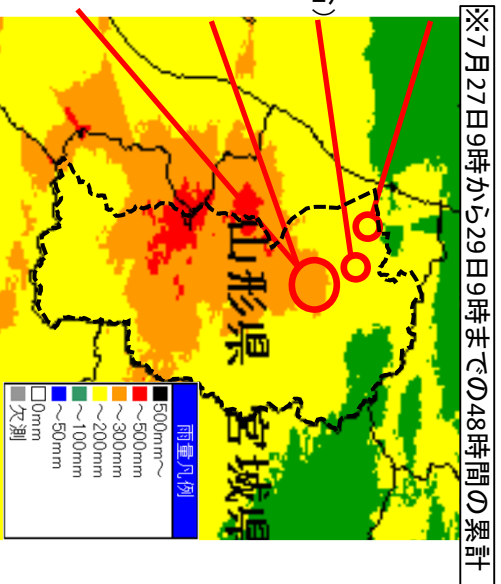 ※7月27日9時から29日9時までの48時間の累計
山形県
宮城県
雨量凡例
500mm～
～500mm
～300mm
～200mm
～100mm
～50mm
0mm
欠測